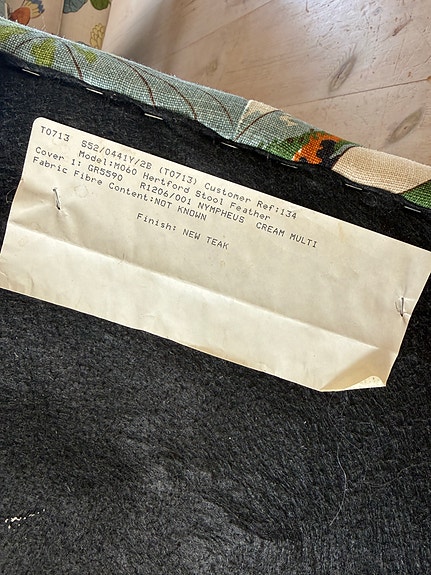 T0713 S52/0441Y/2B (T0713) Customer Ref:134
Model:M060 Hertford Stool Feather
Cover 1: GR5590 R1206/001 NYMPHEUS CREAM MULTI
Fabric Fibre Content:NOT KNOWN
Finish: NEW TEAK